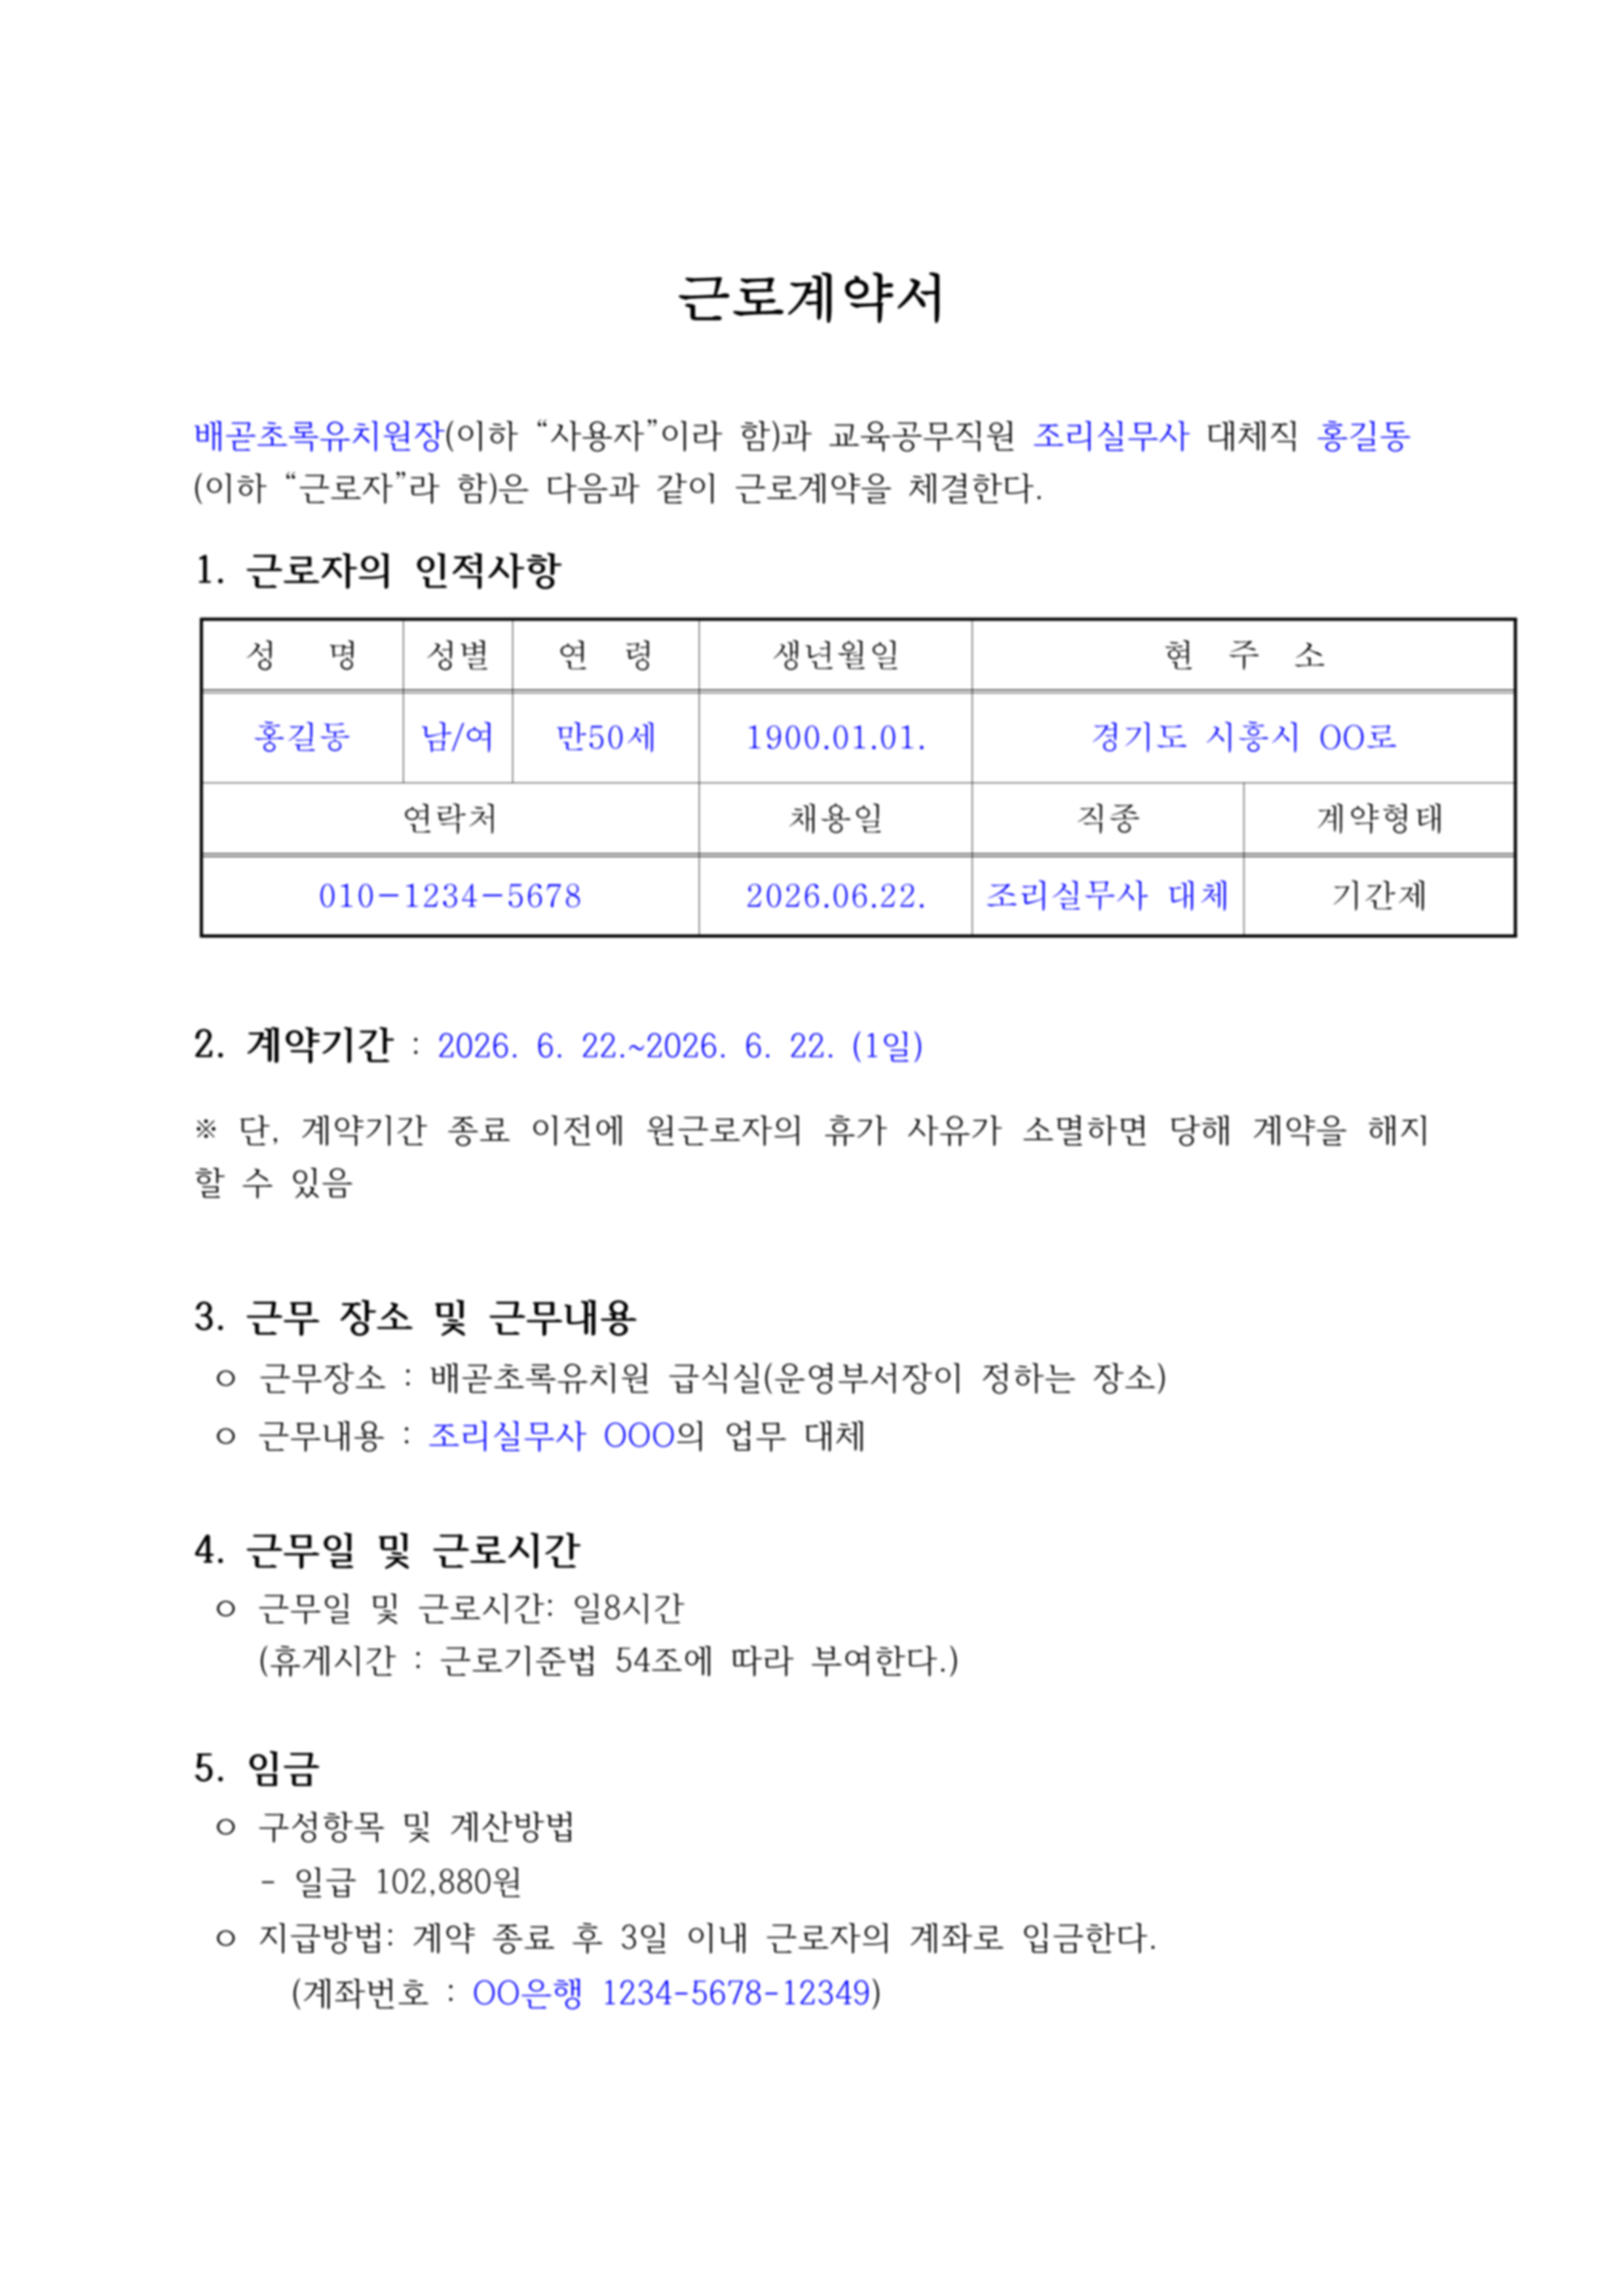 근로계약서
배곧초록유치원장(이하 “사용자”이라 함)과 교육공무직원 조리실무사 대체직 홍길동
(이하 “근로자”라 함)은 다음과 같이 근로계약을 체결한다.
1. 근로자의 인적사항
성 명 성별 연 령 생년월일 현 주 소
홍길동 남/여 만50세 1900.01.01. 경기도 시흥시 OO로
연락처 채용일 직종 계약형태
010-1234-5678 2026.06.22. 조리실무사 대체 기간제
2. 계약기간 : 2026. 6. 22.~2026. 6. 22. (1일)
※ 단, 계약기간 종료 이전에 원근로자의 휴가 사유가 소멸하면 당해 계약을 해지
할 수 있음
3. 근무 장소 및 근무내용
ㅇ 근무장소 : 배곧초록유치원 급식실(운영부서장이 정하는 장소)
ㅇ 근무내용 : 조리실무사 OOO의 업무 대체
4. 근무일 및 근로시간
ㅇ 근무일 및 근로시간: 일8시간
(휴게시간 : 근로기준법 54조에 따라 부여한다.)
5. 임금
ㅇ 구성항목 및 계산방법
- 일급 102,880원
ㅇ 지급방법: 계약 종료 후 3일 이내 근로자의 계좌로 입금한다.
(계좌번호 : OO은행 1234-5678-12349)